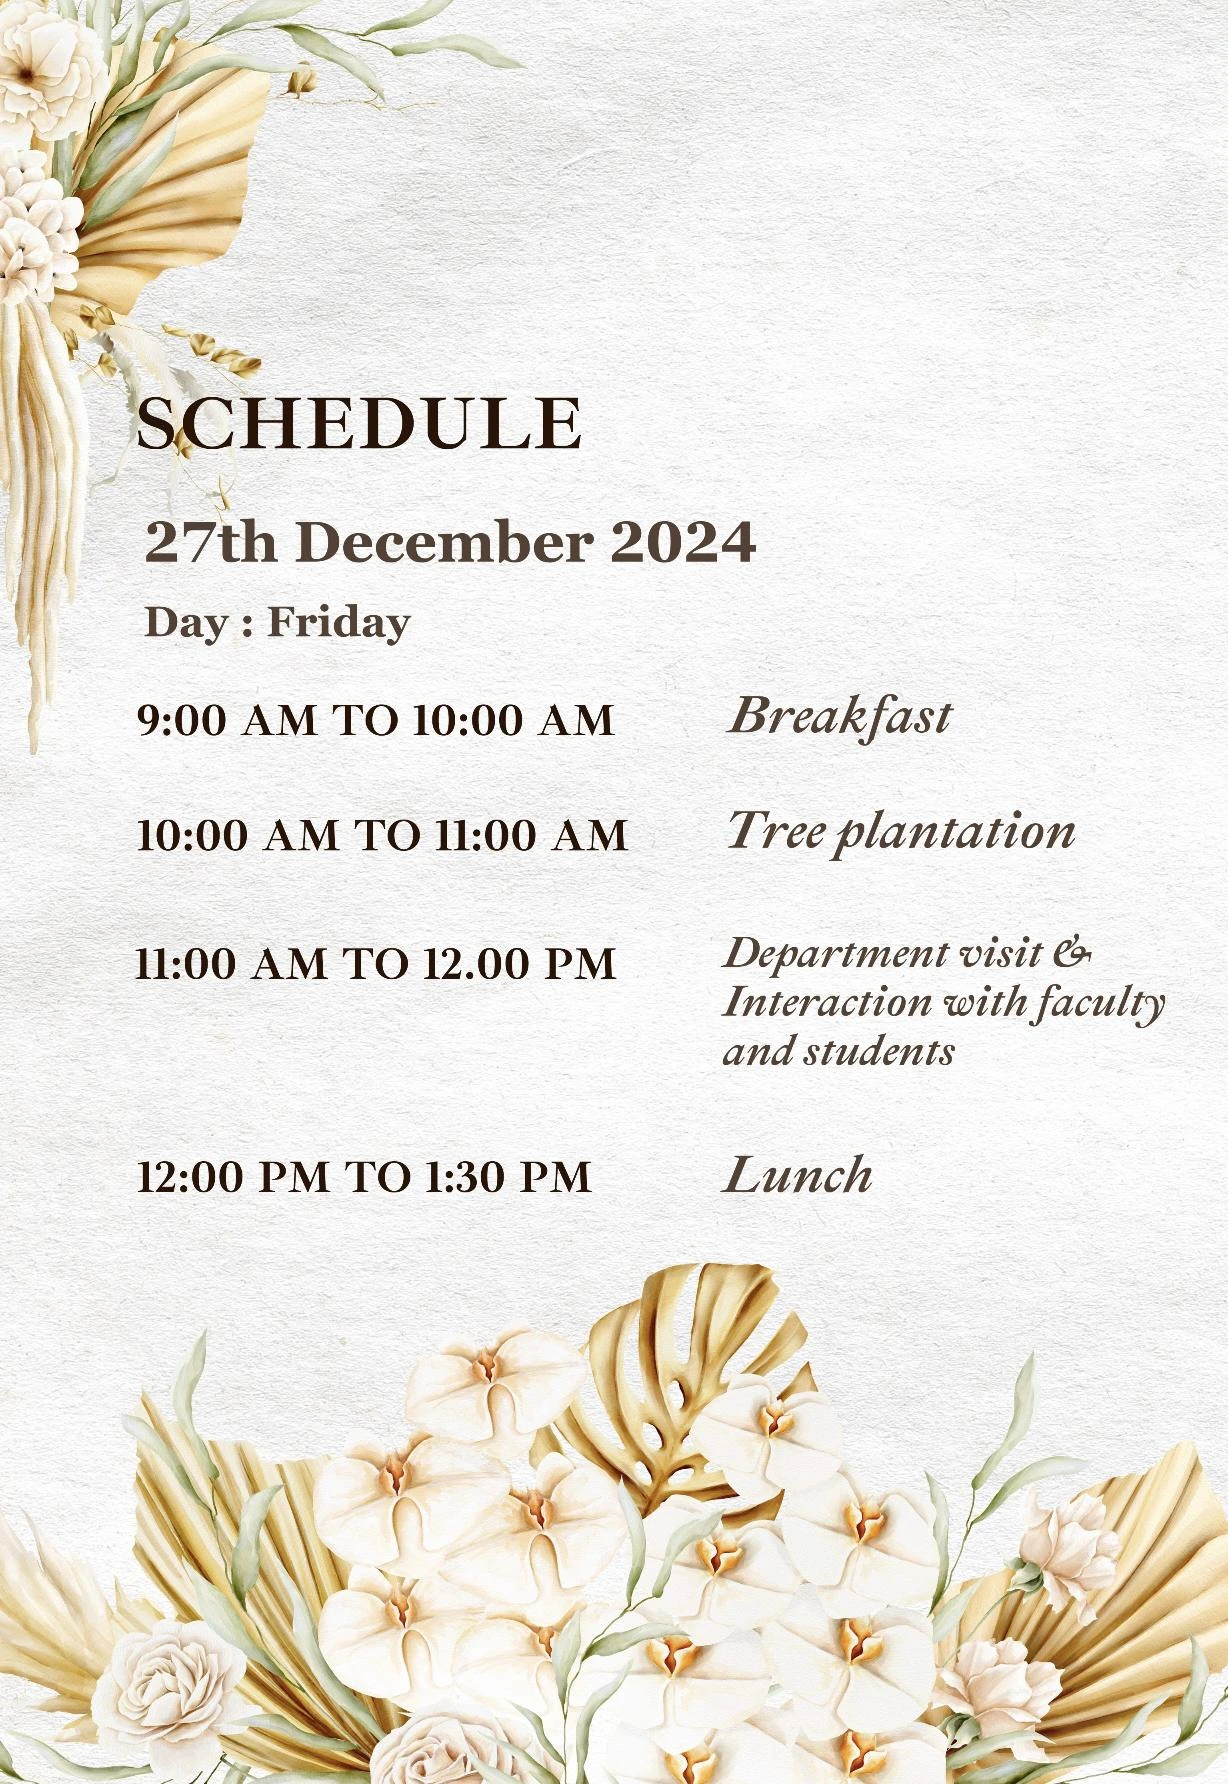 SCHEDULE
27th December 2024
Day : Friday
9:00 AM TO 10:00 AM Breakfast
10:00 AM TO 11:00 AM Tree plantation
11:00 AM TO 12.00 PM Department visit &
Interaction with faculty
and students
12:00 PM TO 1:30 PM Lunch